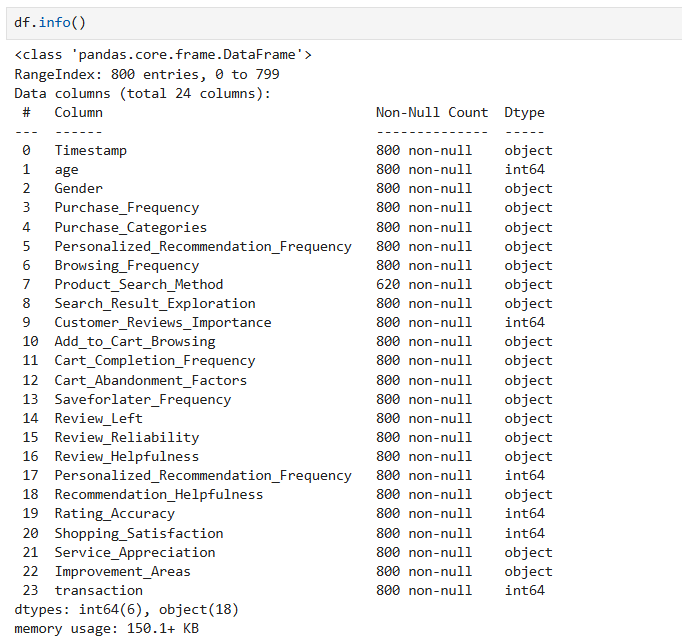 df.info()
<class 'pandas.core.frame.DataFrame'>
RangeIndex: 800 entries, 0 to 799
Data columns (total 24 columns):
 #   Column                                Non-Null Count  Dtype
---  ------                                --------------  -----
 0   Timestamp                             800 non-null    object
 1   age                                   800 non-null    int64
 2   Gender                                800 non-null    object
 3   Purchase_Frequency                    800 non-null    object
 4   Purchase_Categories                   800 non-null    object
 5   Personalized_Recommendation_Frequency 800 non-null    object
 6   Browsing_Frequency                    800 non-null    object
 7   Product_Search_Method                 620 non-null    object
 8   Search_Result_Exploration             800 non-null    object
 9   Customer_Reviews_Importance           800 non-null    int64
 10  Add_to_Cart_Browsing                  800 non-null    object
 11  Cart_Completion_Frequency             800 non-null    object
 12  Cart_Abandonment_Factors              800 non-null    object
 13  Saveforlater_Frequency                800 non-null    object
 14  Review_Left                           800 non-null    object
 15  Review_Reliability                    800 non-null    object
 16  Review_Helpfulness                    800 non-null    object
 17  Personalized_Recommendation_Frequency 800 non-null    int64
 18  Recommendation_Helpfulness            800 non-null    object
 19  Rating_Accuracy                       800 non-null    int64
 20  Shopping_Satisfaction                 800 non-null    int64
 21  Service_Appreciation                  800 non-null    object
 22  Improvement_Areas                     800 non-null    object
 23  transaction                           800 non-null    int64
dtypes: int64(6), object(18)
memory usage: 150.1+ KB